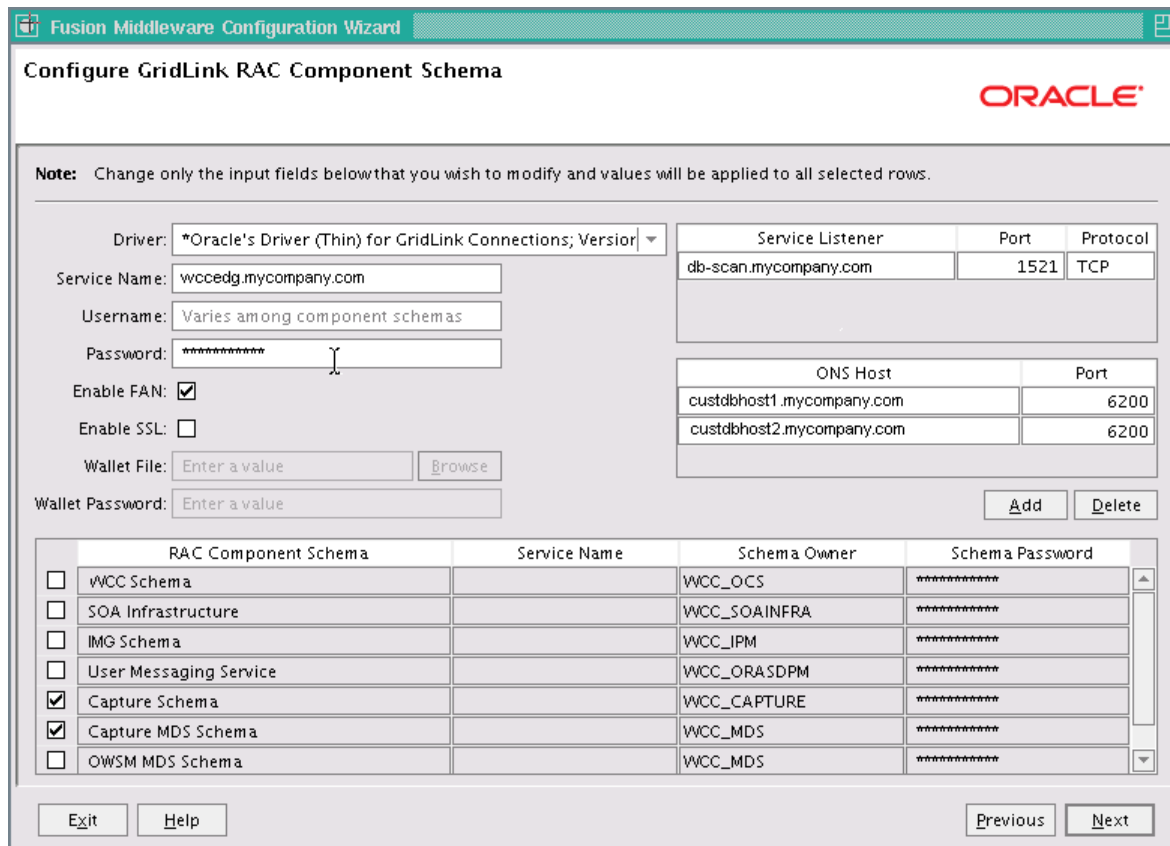 Fusion Middleware Configuration Wizard
Configure GridLink RAC Component Schema
ORACLE
Note: Change only the input fields below that you wish to modify and values will be applied to all selected rows.
Driver: *Oracle's Driver (Thin) for GridLink Connections; Version
Service Name: wccedg.mycompany.com
Username: Varies among component schemas
Password: ***********
Enable FAN:
Enable SSL:
Wallet File: Enter a value Browse
Wallet Password: Enter a value
Service Listener Port Protocol
db-scan.mycompany.com 1521 TCP
ONS Host Port
custdbhost1.mycompany.com 6200
custdbhost2.mycompany.com 6200
Add Delete
RAC Component Schema Service Name Schema Owner Schema Password
WCC Schema WCC_OCS ***********
SOA Infrastructure WCC_SOAINFRA ***********
IMG Schema WCC_IPM ***********
User Messaging Service WCC_ORASDPM ***********
Capture Schema WCC_CAPTURE ***********
Capture MDS Schema WCC_MDS ***********
OWSM MDS Schema WCC_MDS ***********
Exit Help Previous Next